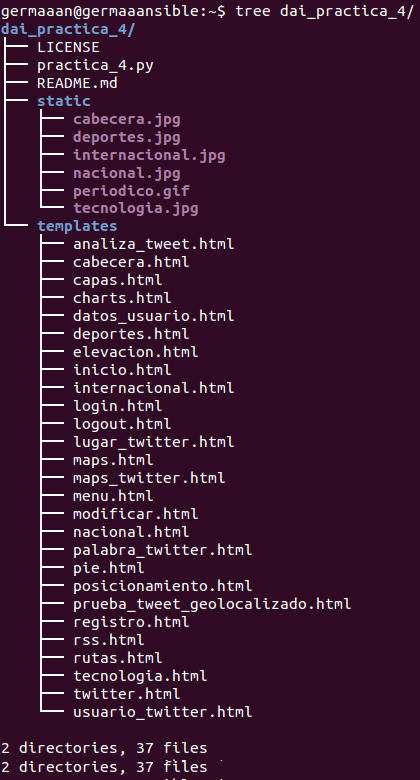 germaaan@germaaansible:~$ tree dai_practica_4/
dai_practica_4/
├── LICENSE
├── practica_4.py
├── README.md
├── static
│   ├── cabecera.jpg
│   ├── deportes.jpg
│   ├── internacional.jpg
│   ├── nacional.jpg
│   ├── periodico.gif
│   └── tecnologia.jpg
└── templates
    ├── analiza_tweet.html
    ├── cabecera.html
    ├── capas.html
    ├── charts.html
    ├── datos_usuario.html
    ├── deportes.html
    ├── elevacion.html
    ├── inicio.html
    ├── internacional.html
    ├── login.html
    ├── logout.html
    ├── lugar_twitter.html
    ├── maps.html
    ├── maps_twitter.html
    ├── menu.html
    ├── modificar.html
    ├── nacional.html
    ├── palabra_twitter.html
    ├── pie.html
    ├── posicionamiento.html
    ├── prueba_tweet_geolocalizado.html
    ├── registro.html
    ├── rss.html
    ├── rutas.html
    ├── tecnologia.html
    ├── twitter.html
    └── usuario_twitter.html

2 directories, 37 files
2 directories, 37 files